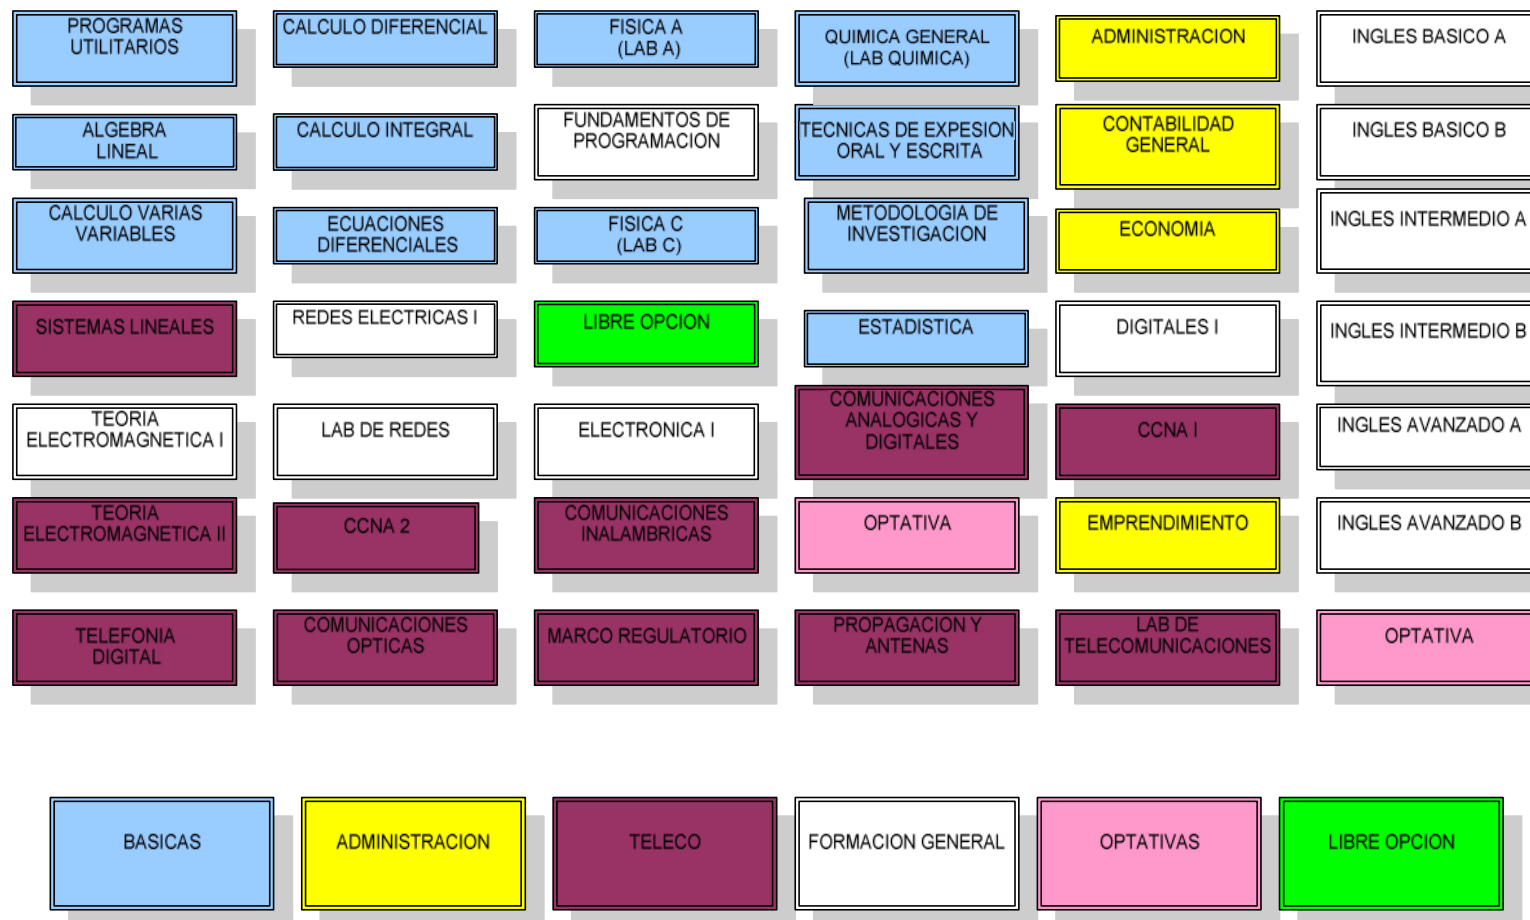 PROGRAMAS
UTILITARIOS
CALCULO DIFERENCIAL
FISICA A
(LAB A)
QUIMICA GENERAL
(LAB QUIMICA)
ADMINISTRACION
INGLES BASICO A
ALGEBRA
LINEAL
CALCULO INTEGRAL
FUNDAMENTOS DE
PROGRAMACION
TECNICAS DE EXPESION
ORAL Y ESCRITA
CONTABILIDAD
GENERAL
INGLES BASICO B
CALCULO VARIAS
VARIABLES
ECUACIONES
DIFERENCIALES
FISICA C
(LAB C)
METODOLOGIA DE
INVESTIGACION
ECONOMIA
INGLES INTERMEDIO A
SISTEMAS LINEALES
REDES ELECTRICAS I
LIBRE OPCION
ESTADISTICA
DIGITALES I
INGLES INTERMEDIO B
TEORIA
ELECTROMAGNETICA I
LAB DE REDES
ELECTRONICA I
COMUNICACIONES
ANALOGICAS Y
DIGITALES
CCNA I
INGLES AVANZADO A
TEORIA
ELECTROMAGNETICA II
CCNA 2
COMUNICACIONES
INALAMBRICAS
OPTATIVA
EMPRENDIMIENTO
INGLES AVANZADO B
TELEFONIA
DIGITAL
COMUNICACIONES
OPTICAS
MARCO REGULATORIO
PROPAGACION Y
ANTENAS
LAB DE
TELECOMUNICACIONES
OPTATIVA
BASICAS
ADMINISTRACION
TELECO
FORMACION GENERAL
OPTATIVAS
LIBRE OPCION